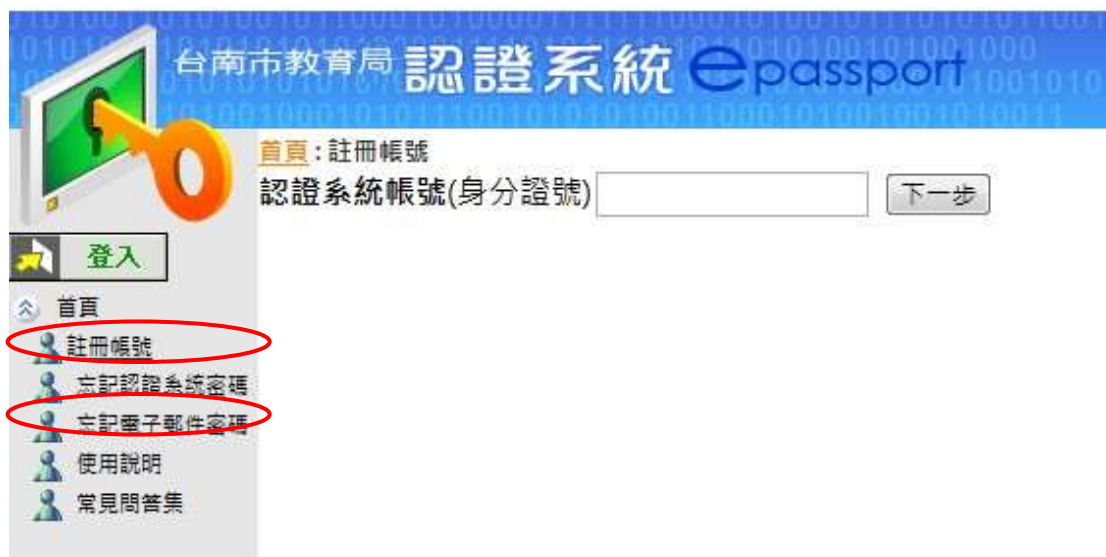 台南市教育局 認證系統 epassport
首頁:註冊帳號
認證系統帳號(身分證號) 下一步
登入
首頁
註冊帳號
忘記認證系統密碼
忘記電子郵件密碼
使用說明
常見問答集